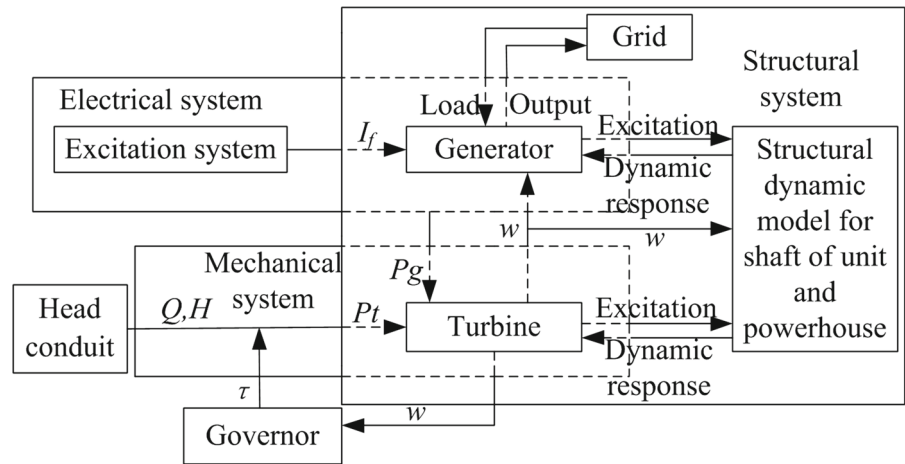 Grid
Structural
system
Electrical system
Load
Output
Excitation system
I_f
Generator
Excitation
Dynamic
response
Structural
dynamic
model for
shaft of unit
and
powerhouse
w
w
Mechanical
system
Pg
Head
conduit
Q,H
Pt
Turbine
Excitation
Dynamic
response
τ
w
Governor